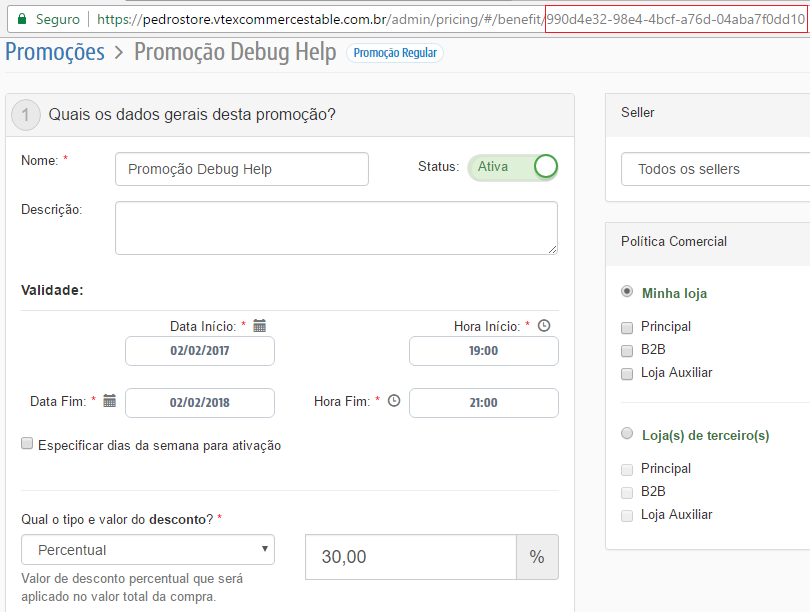 Seguro https://pedrostore.vtexcommercestable.com.br/admin/pricing/#/benefit/990d4e32-98e4-4bcf-a76d-04aba7f0dd10
Promoções > Promoção Debug Help Promoção Regular
1 Quais os dados gerais desta promoção?
Nome: * Promoção Debug Help Status: Ativa
Descrição:
Validade:
Data Início: * Hora Início: *
02/02/2017 19:00
Data Fim: * 02/02/2018 Hora Fim: * 21:00
Especificar dias da semana para ativação
Qual o tipo e valor do desconto? *
Percentual 30,00 %
Valor de desconto percentual que será
aplicado no valor total da compra.
Seller
Todos os sellers
Política Comercial
Minha loja
Principal
B2B
Loja Auxiliar
Loja(s) de terceiro(s)
Principal
B2B
Loja Auxiliar